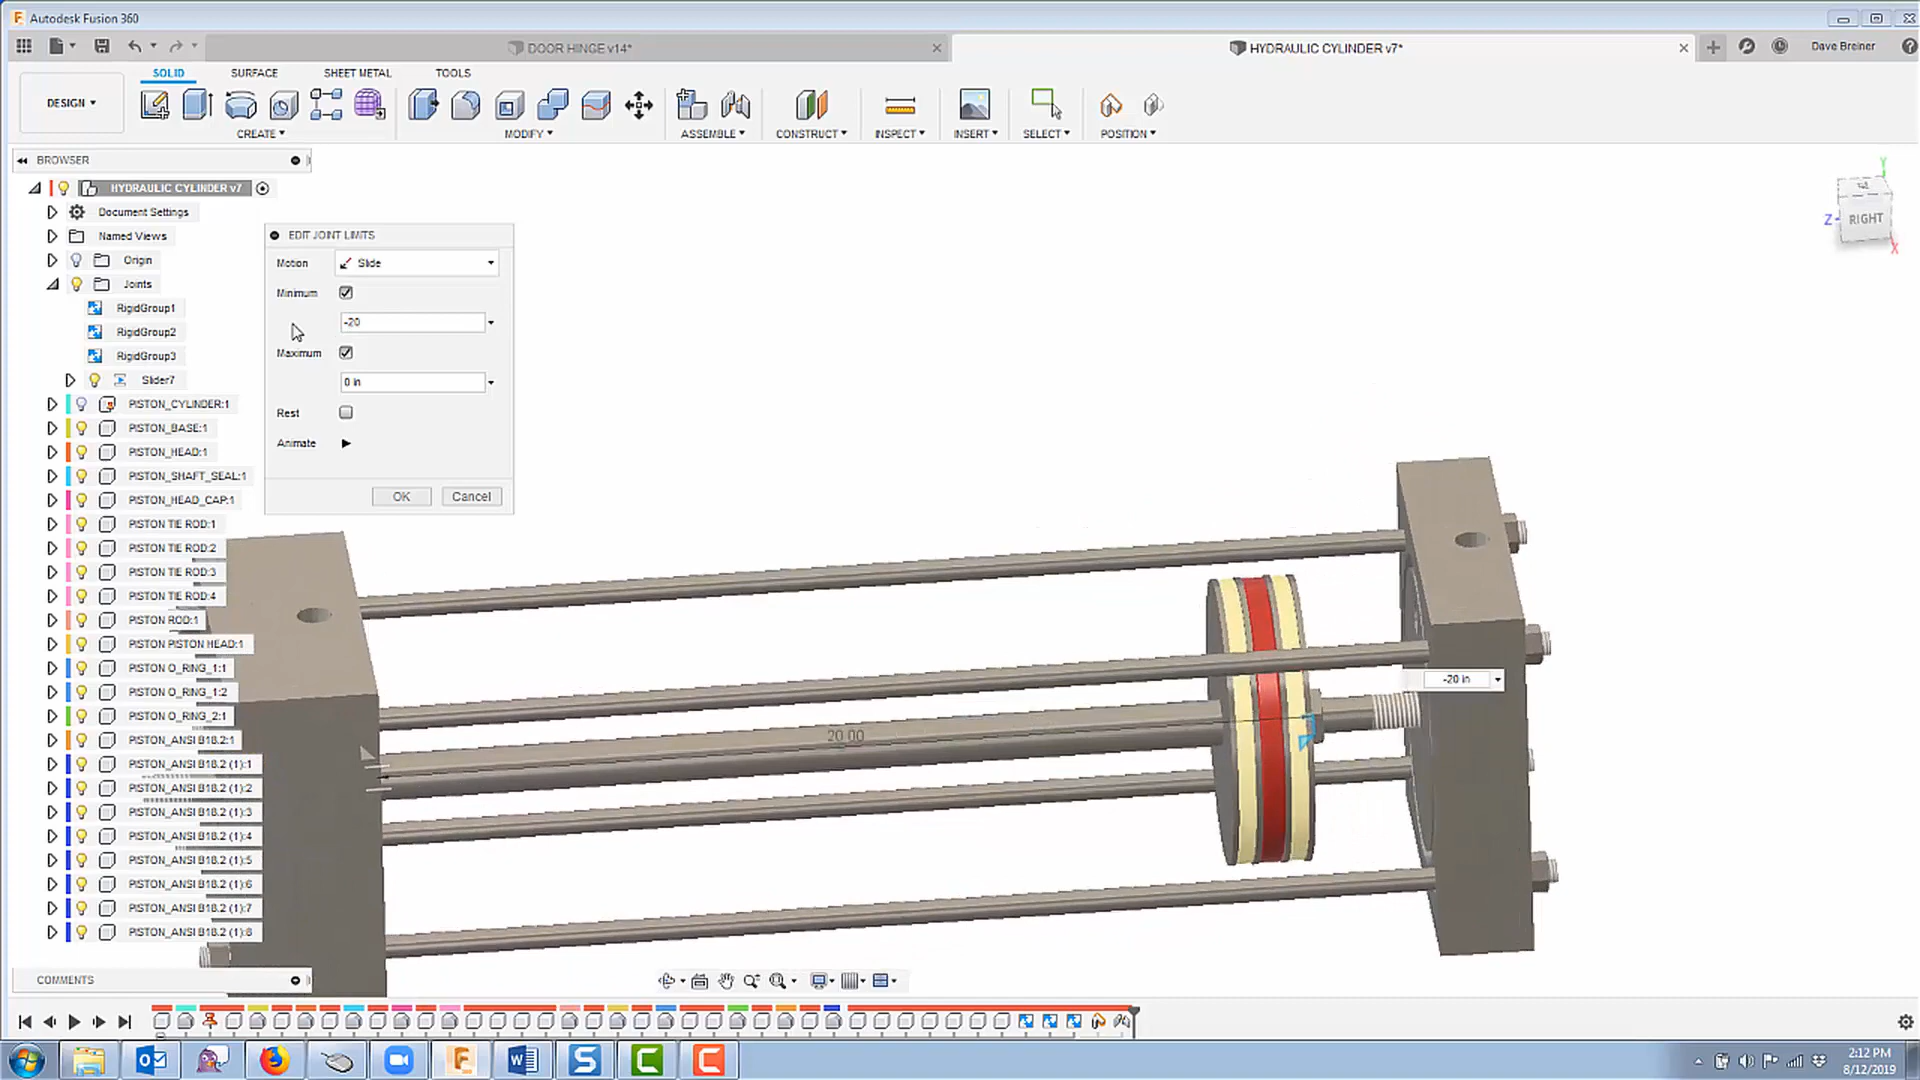 Autodesk Fusion 360
DOOR HINGE v14*
HYDRAULIC CYLINDER v7*
Dave Breiner
SOLID SURFACE SHEET METAL TOOLS
DESIGN
CREATE MODIFY ASSEMBLE CONSTRUCT INSPECT INSERT SELECT POSITION
BROWSER
HYDRAULIC CYLINDER v7
Document Settings
Named Views
Origin
Joints
RigidGroup1
RigidGroup2
RigidGroup3
Slider7
PISTON_CYLINDER:1
PISTON_BASE:1
PISTON_HEAD:1
PISTON_SHAFT_SEAL:1
PISTON_HEAD_CAP:1
PISTON TIE ROD:1
PISTON TIE ROD:2
PISTON TIE ROD:3
PISTON TIE ROD:4
PISTON ROD:1
PISTON PISTON HEAD:1
PISTON O_RING_1:1
PISTON O_RING_1:2
PISTON O_RING_2:1
PISTON_ANSI B18.2:1
PISTON_ANSI B18.2 (1):1
PISTON_ANSI B18.2 (1):2
PISTON_ANSI B18.2 (1):3
PISTON_ANSI B18.2 (1):4
PISTON_ANSI B18.2 (1):5
PISTON_ANSI B18.2 (1):6
PISTON_ANSI B18.2 (1):7
PISTON_ANSI B18.2 (1):8
EDIT JOINT LIMITS
Motion Slide
Minimum
-20
Maximum
0 in
Rest
Animate
OK Cancel
Y
Z
RIGHT
X
-20 in
20.00
COMMENTS
2:12 PM
8/12/2019